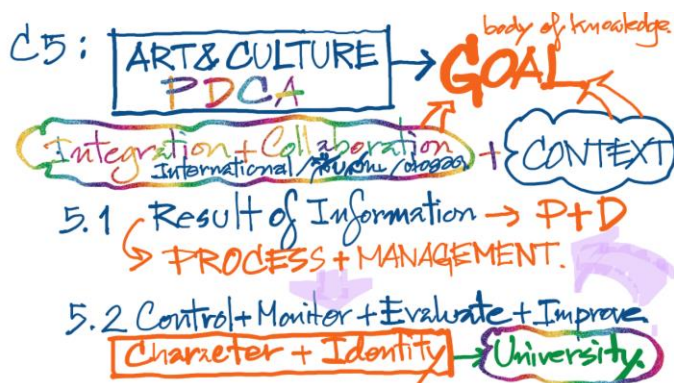 body of knowledge.
C5: ART & CULTURE → GOAL
PDCA
Integration + Collaboration + CONTEXT
International/
5.1 Result of Information → P+D
PROCESS + MANAGEMENT.
5.2 Control + Monitor + Evaluate + Improve
Character + Identity → University.